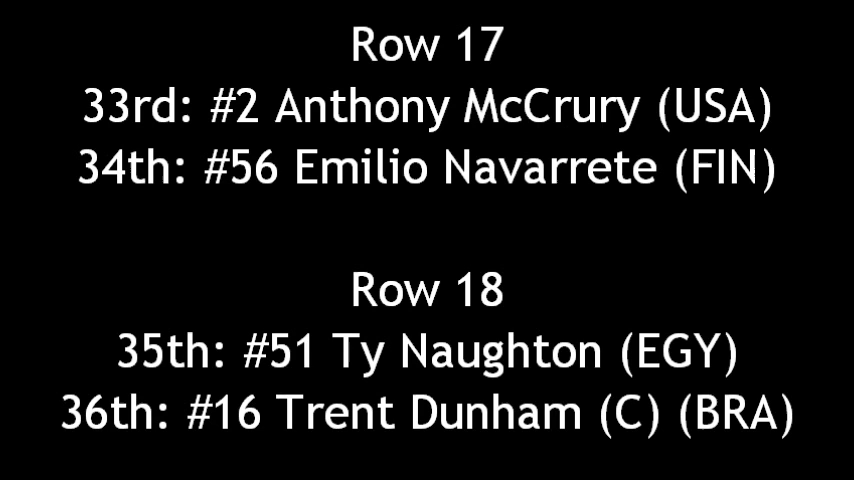 Row 17
33rd: #2 Anthony McCrury (USA)
34th: #56 Emilio Navarrete (FIN)
Row 18
35th: #51 Ty Naughton (EGY)
36th: #16 Trent Dunham (C) (BRA)